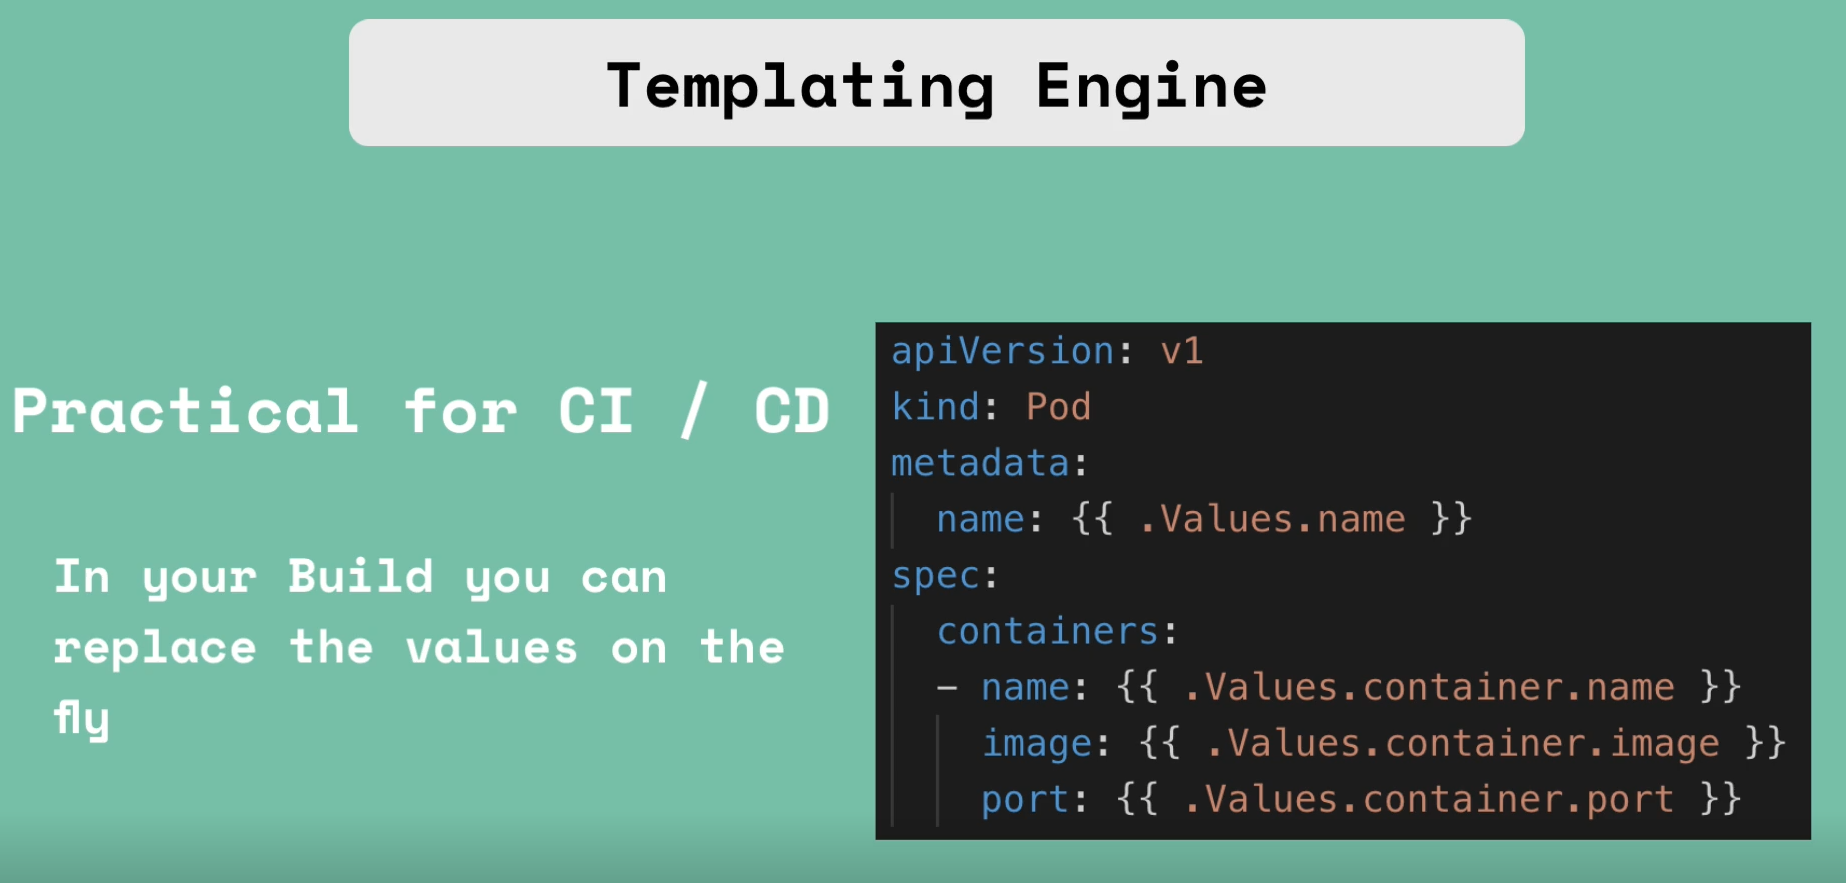 Templating Engine
Practical for CI / CD
In your Build you can
replace the values on the
fly
apiVersion: v1
kind: Pod
metadata:
  name: {{ .Values.name }}
spec:
  containers:
  - name: {{ .Values.container.name }}
    image: {{ .Values.container.image }}
    port: {{ .Values.container.port }}